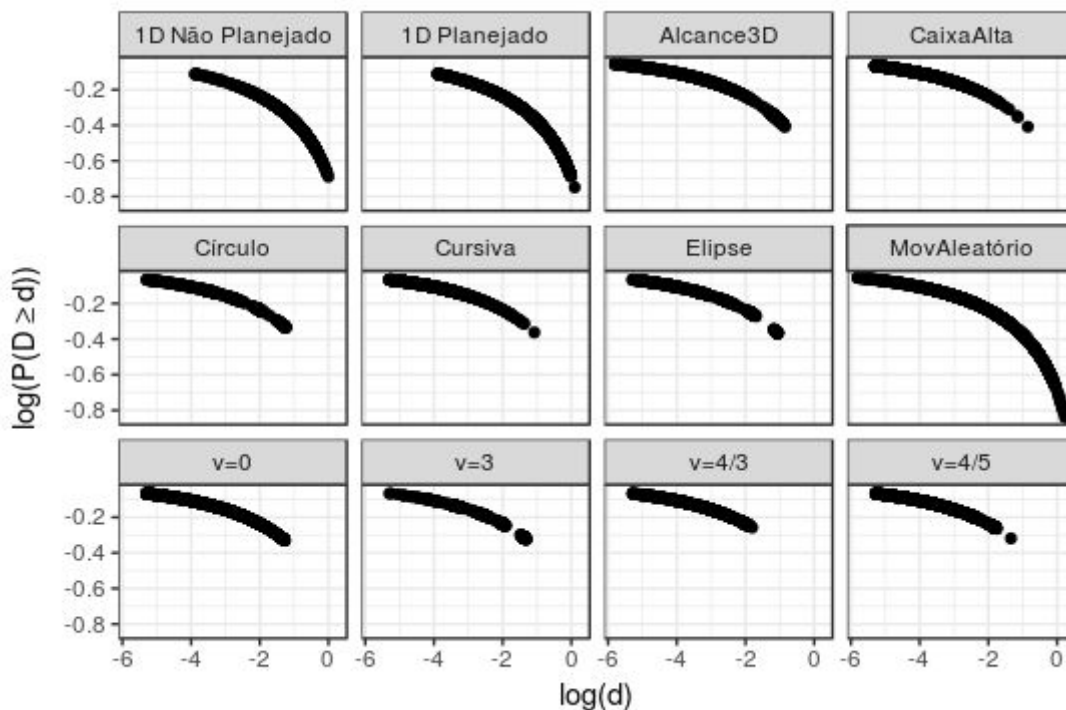 1D Não Planejado 1D Planejado Alcance3D CaixaAlta
-0.2
-0.4
-0.6
-0.8
Círculo Cursiva Elipse MovAleatório
-0.2
-0.4
-0.6
-0.8
log(P(D ≥ d))
v=0 v=3 v=4/3 v=4/5
-0.2
-0.4
-0.6
-0.8
-6 -4 -2 0 -6 -4 -2 0 -6 -4 -2 0 -6 -4 -2 0
log(d)